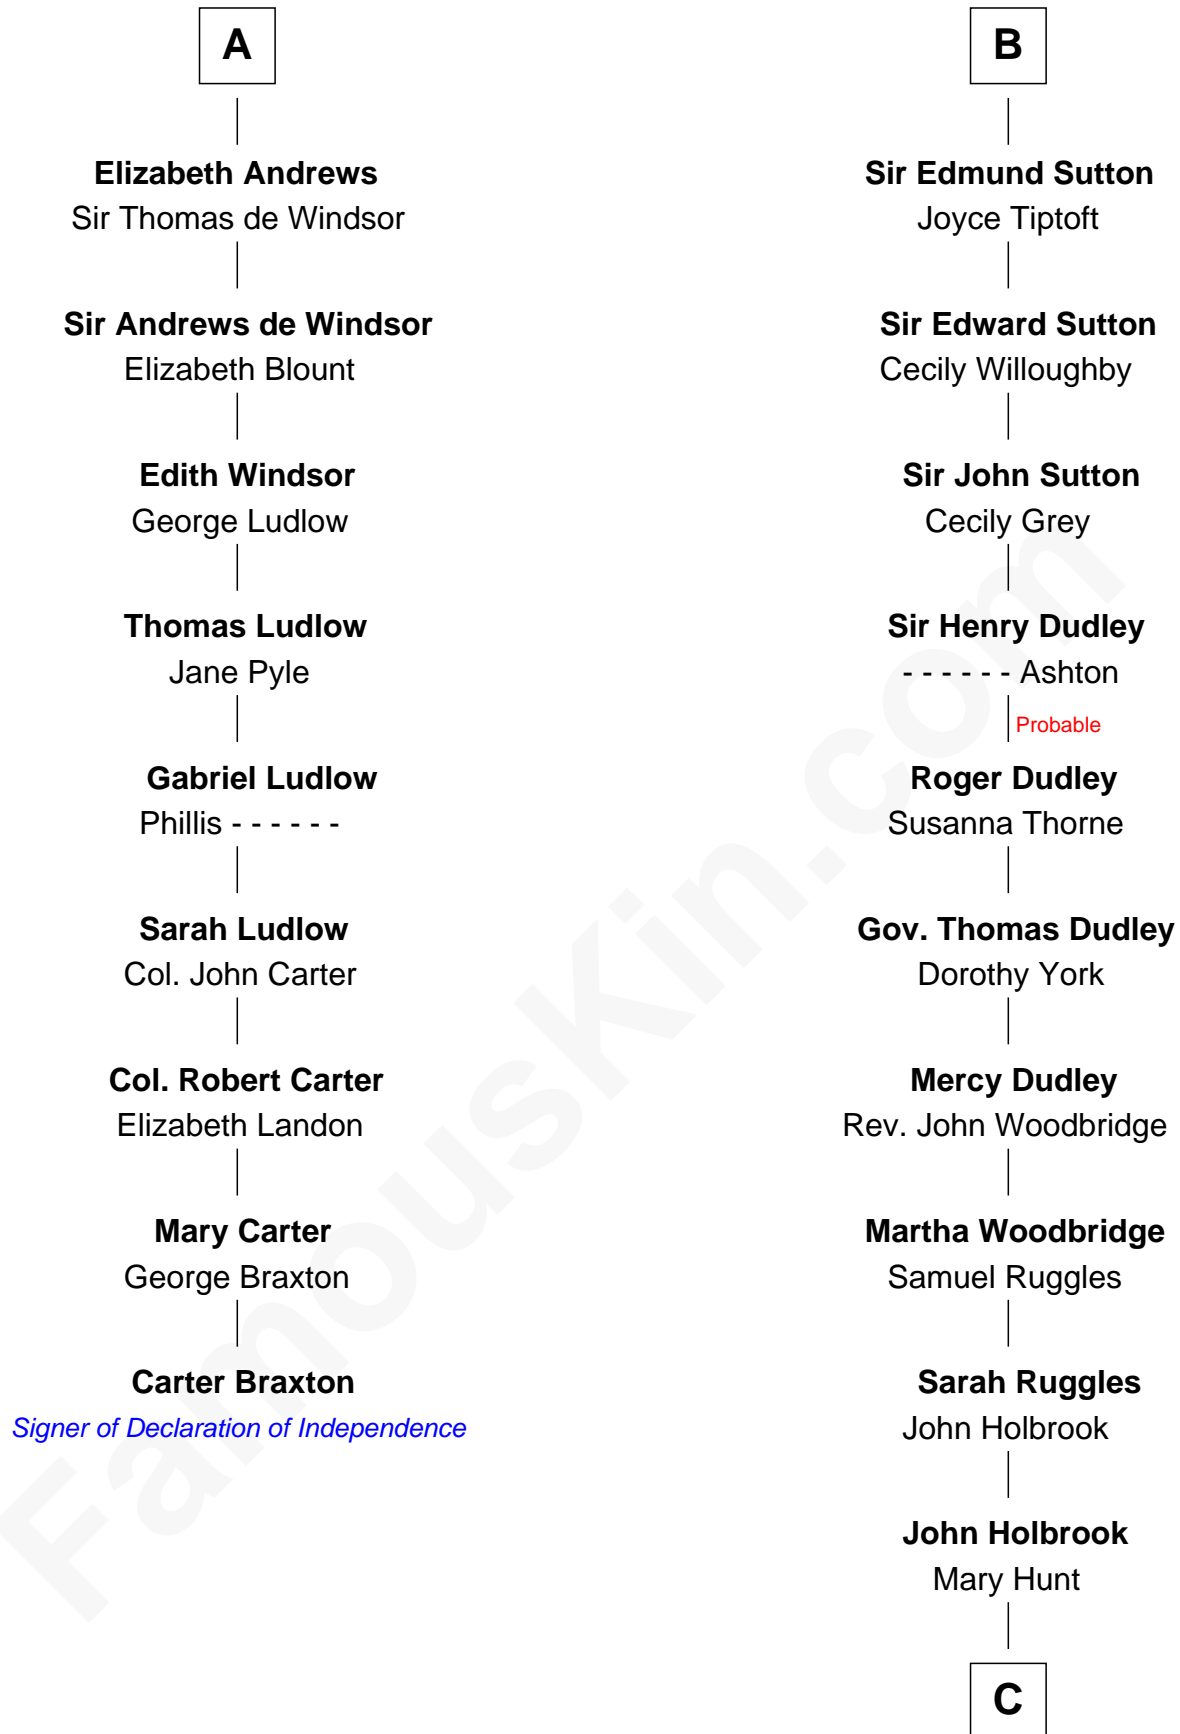 A
Elizabeth Andrews
Sir Thomas de Windsor
Sir Andrews de Windsor
Elizabeth Blount
Edith Windsor
George Ludlow
Thomas Ludlow
Jane Pyle
Gabriel Ludlow
Phillis - - - - - -
Sarah Ludlow
Col. John Carter
Col. Robert Carter
Elizabeth Landon
Mary Carter
George Braxton
Carter Braxton
Signer of Declaration of Independence
B
Sir Edmund Sutton
Joyce Tiptoft
Sir Edward Sutton
Cecily Willoughby
Sir John Sutton
Cecily Grey
Sir Henry Dudley
- - - - - - Ashton
Probable
Roger Dudley
Susanna Thorne
Gov. Thomas Dudley
Dorothy York
Mercy Dudley
Rev. John Woodbridge
Martha Woodbridge
Samuel Ruggles
Sarah Ruggles
John Holbrook
John Holbrook
Mary Hunt
C
FamousKin.com